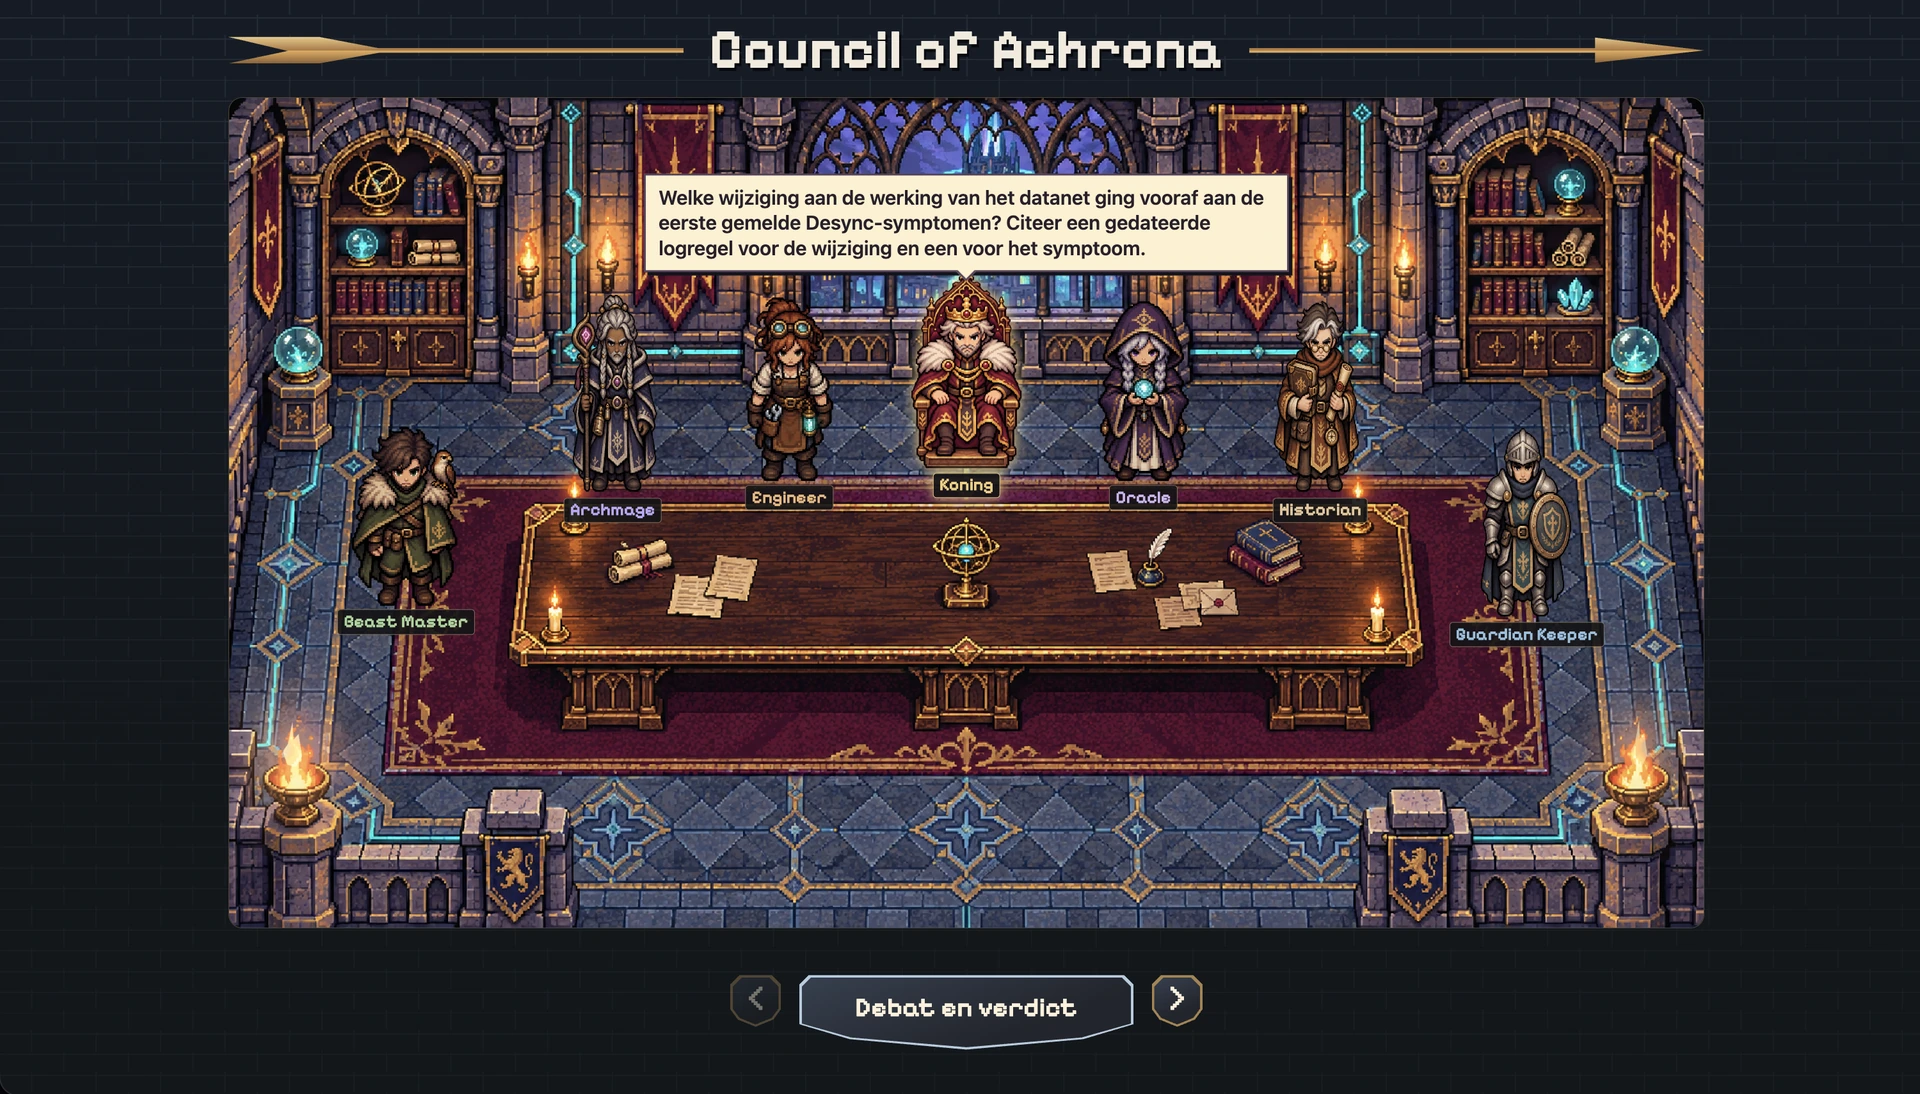 Council of Achrona
Welke wijziging aan de werking van het datanet ging vooraf aan de
eerste gemelde Desync-symptomen? Citeer een gedateerde
logregel voor de wijziging en een voor het symptoom.
Koning
Engineer
Oracle
Archmage
Historian
Beast Master
Guardian Keeper
Debat en verdict